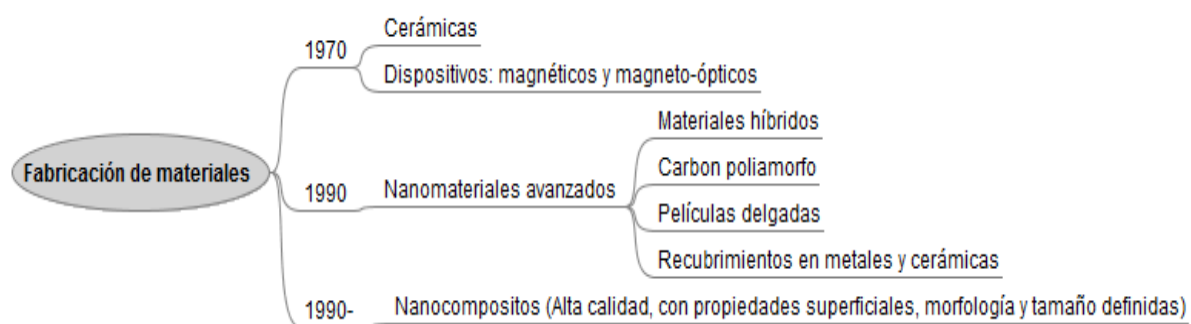 Fabricación de materiales
1970
Cerámicas
Dispositivos: magnéticos y magneto-ópticos
1990
Nanomateriales avanzados
Materiales híbridos
Carbon poliamorfo
Películas delgadas
Recubrimientos en metales y cerámicas
1990-
Nanocompositos (Alta calidad, con propiedades superficiales, morfología y tamaño definidas)